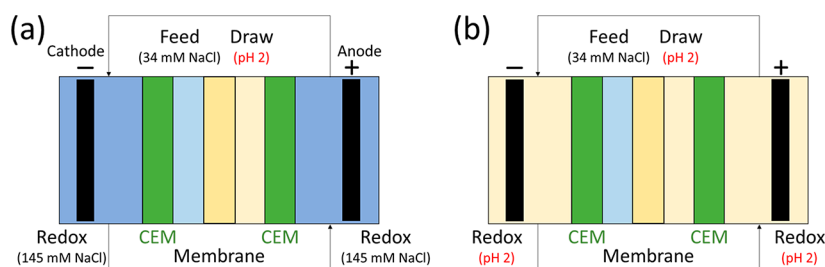 (a)
Feed Draw
Cathode (34 mM NaCl) (pH 2) Anode
− +
Redox CEM CEM Redox
(145 mM NaCl) Membrane (145 mM NaCl)
(b)
Feed Draw
(34 mM NaCl) (pH 2)
− +
Redox CEM CEM Redox
(pH 2) Membrane (pH 2)